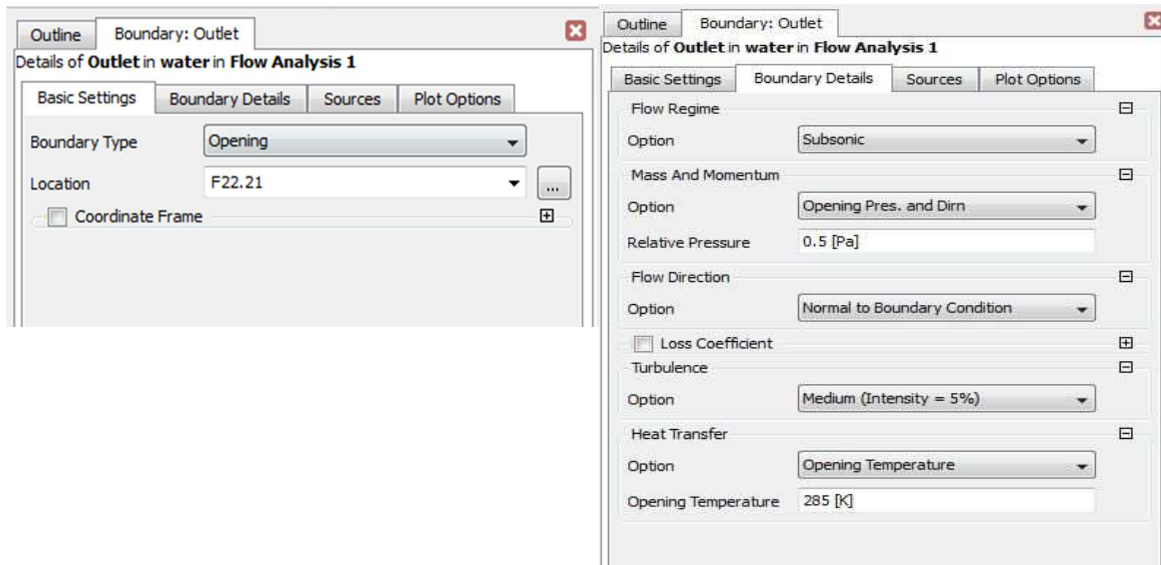 Outline Boundary: Outlet
Details of Outlet in water in Flow Analysis 1
Basic Settings Boundary Details Sources Plot Options
Boundary Type Opening
Location F22.21 ...
Coordinate Frame
Outline Boundary: Outlet
Details of Outlet in water in Flow Analysis 1
Basic Settings Boundary Details Sources Plot Options
Flow Regime
Option Subsonic
Mass And Momentum
Option Opening Pres. and Dirn
Relative Pressure 0.5 [Pa]
Flow Direction
Option Normal to Boundary Condition
Loss Coefficient
Turbulence
Option Medium (Intensity = 5%)
Heat Transfer
Option Opening Temperature
Opening Temperature 285 [K]